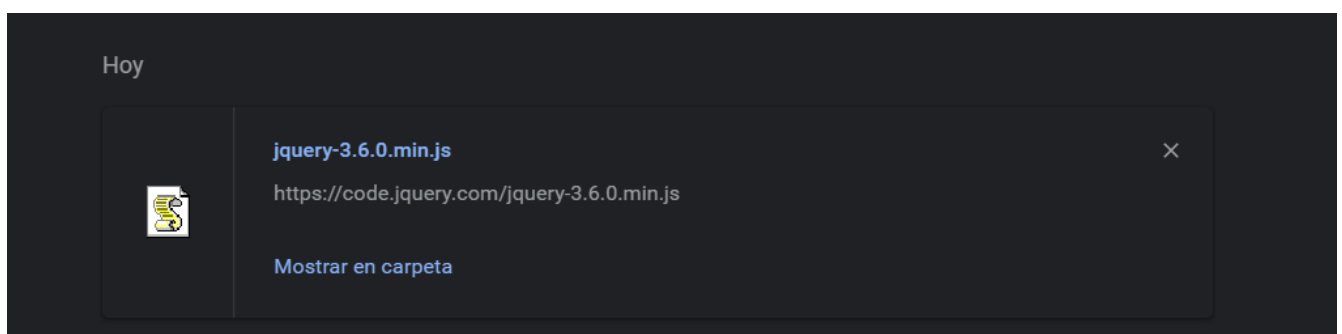 Hoy
jquery-3.6.0.min.js
https://code.jquery.com/jquery-3.6.0.min.js
Mostrar en carpeta